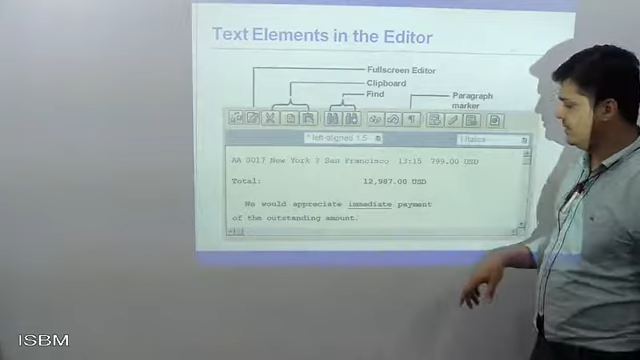 Text Elements in the Editor
Fullscreen Editor
Clipboard
Find
Paragraph
marker
* left-aligned 1.5
I Italics
AA 0017 New York ? San Francisco 13:15 799.00 USD
Total: 12,987.00 USD
We would appreciate immediate payment
of the outstanding amount.
ISBM